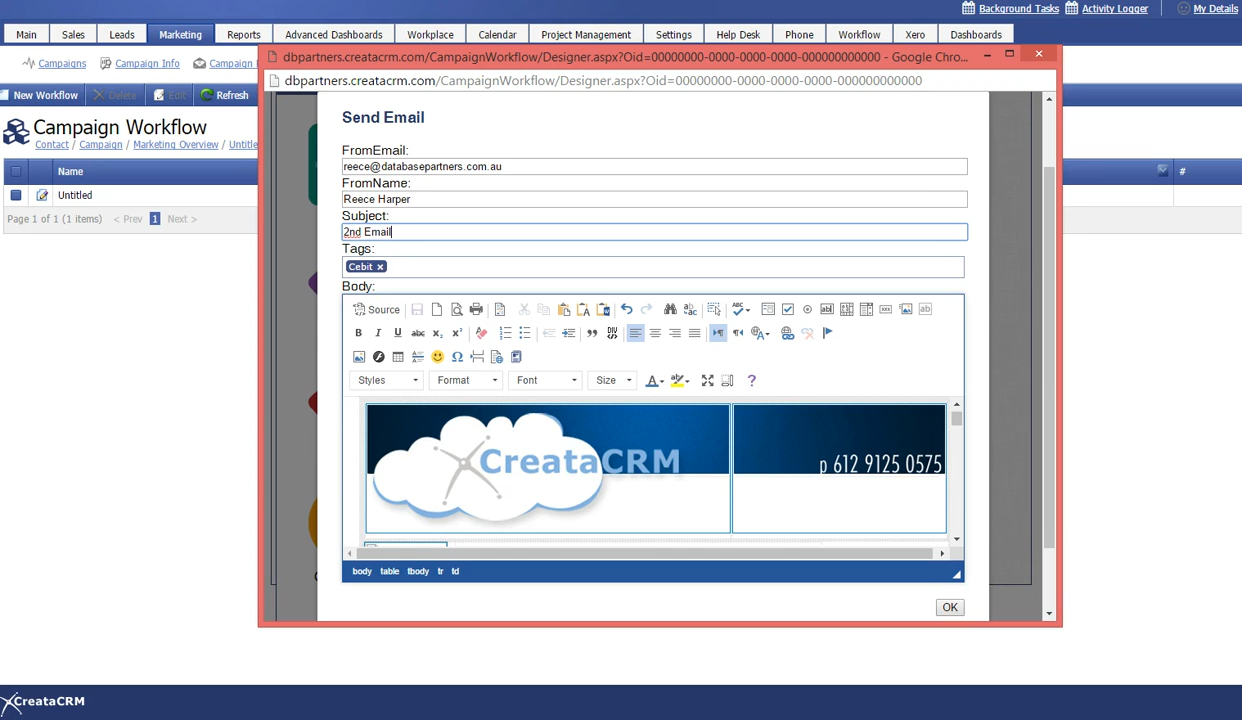 Background Tasks Activity Logger My Details
Main Sales Leads Marketing Reports Advanced Dashboards Workplace Calendar Project Management Settings Help Desk Phone Workflow Xero Dashboards
dbpartners.creatacrm.com/CampaignWorkflow/Designer.aspx?Oid=00000000-0000-0000-0000-000000000000 - Google Chro...
Campaigns Campaign Info Campaign
dbpartners.creatacrm.com/CampaignWorkflow/Designer.aspx?Oid=00000000-0000-0000-0000-000000000000
New Workflow Delete Edit Refresh
Send Email
Campaign Workflow
Contact / Campaign / Marketing Overview / Untitle
FromEmail:
reece@databasepartners.com.au
Name #
FromName:
Untitled
Reece Harper
Subject:
Page 1 of 1 (1 items) < Prev 1 Next >
2nd Email
Tags:
Cebit ×
Body:
Source
Styles Format Font Size
CreataCRM
p 612 9125 0575
body table tbody tr td
OK
CreataCRM